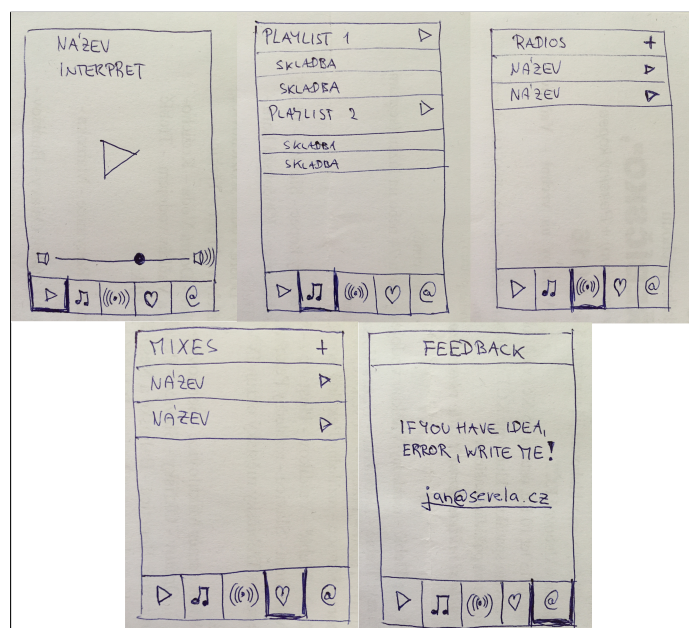 NÁZEV
INTERPRET
PLAYLIST 1
SKLADBA
SKLADBA
PLAYLIST 2
SKLADBA
SKLADBA
RADIOS +
NÁZEV
NÁZEV
@
@
@
MIXES +
NÁZEV
NÁZEV
@
FEEDBACK
IF YOU HAVE IDEA,
ERROR, WRITE ME!
jan@sevela.cz
@